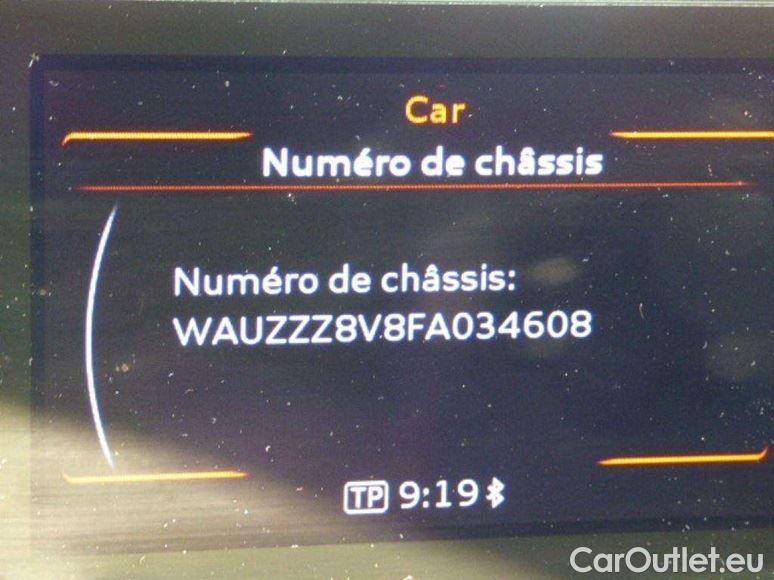 Car
Numéro de châssis
Numéro de châssis:
WAUZZZ8V8FA034608
TP 9:19
CarOutlet.eu